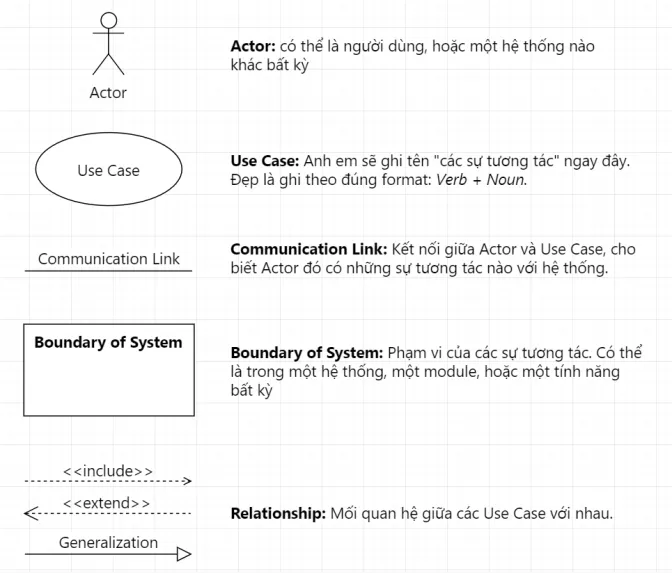 Actor
Actor: có thể là người dùng, hoặc một hệ thống nào
khác bất kỳ
Use Case
Use Case: Anh em sẽ ghi tên "các sự tương tác" ngay đây.
Đẹp là ghi theo đúng format: Verb + Noun.
Communication Link
Communication Link: Kết nối giữa Actor và Use Case, cho
biết Actor đó có những sự tương tác nào với hệ thống.
Boundary of System
Boundary of System: Phạm vi của các sự tương tác. Có thể
là trong một hệ thống, một module, hoặc một tính năng
bất kỳ
<<include>>
<<extend>>
Generalization
Relationship: Mối quan hệ giữa các Use Case với nhau.